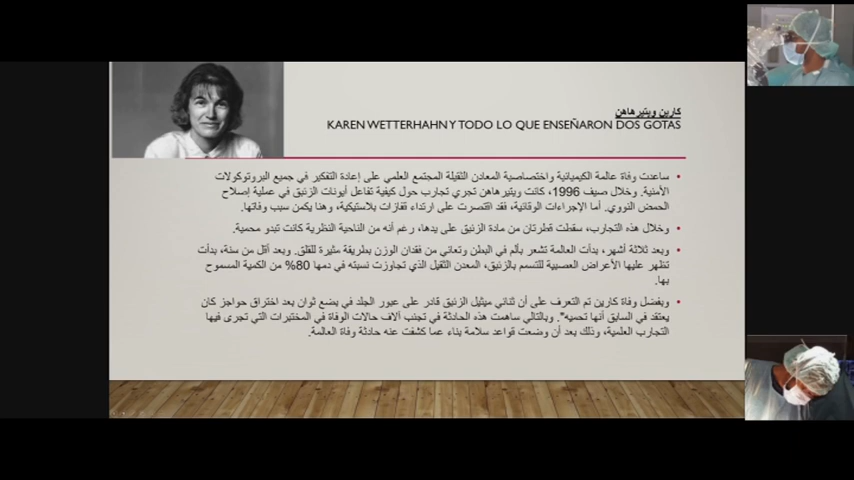 كارين ويتيرهاهن
KAREN WETTERHAHN Y TODO LO QUE ENSEÑARON DOS GOTAS
• ساعدت وفاة عالمة الكيميائية واختصاصية المعادن الثقيلة المجتمع العلمي على إعادة التفكير في جميع البروتوكولات
الأمنية. وخلال صيف 1996، كانت ويتيرهاهن تجري تجارب حول كيفية تفاعل أيونات الزئبق في عملية إصلاح
الحمض النووي. أما الإجراءات الوقائية، فقد اقتصرت على ارتداء قفازات بلاستيكية، وهنا يكمن سبب وفاتها.
• وخلال هذه التجارب، سقطت قطرتان من مادة الزئبق على يدها، رغم أنه من الناحية النظرية كانت تبدو محمية.
• وبعد ثلاثة أشهر، بدأت العالمة تشعر بألم في البطن وتعاني من فقدان الوزن بطريقة مثيرة للقلق. وبعد أقل من سنة، بدأت
تظهر عليها الأعراض العصبية للتسمم بالزئبق، المعدن الثقيل الذي تجاوزت نسبته في دمها 80% من الكمية المسموح
بها.
• وبفضل وفاة كارين تم التعرف على أن ثنائي ميثيل الزئبق قادر على عبور الجلد في بضع ثوان بعد اختراق حواجز كان
يعتقد في السابق أنها تحميه". وبالتالي ساهمت هذه الحادثة في تجنب آلاف حالات الوفاة في المختبرات التي تجرى فيها
التجارب العلمية، وذلك بعد أن وضعت قواعد سلامة بناء عما كشفت عنه حادثة وفاة العالمة.